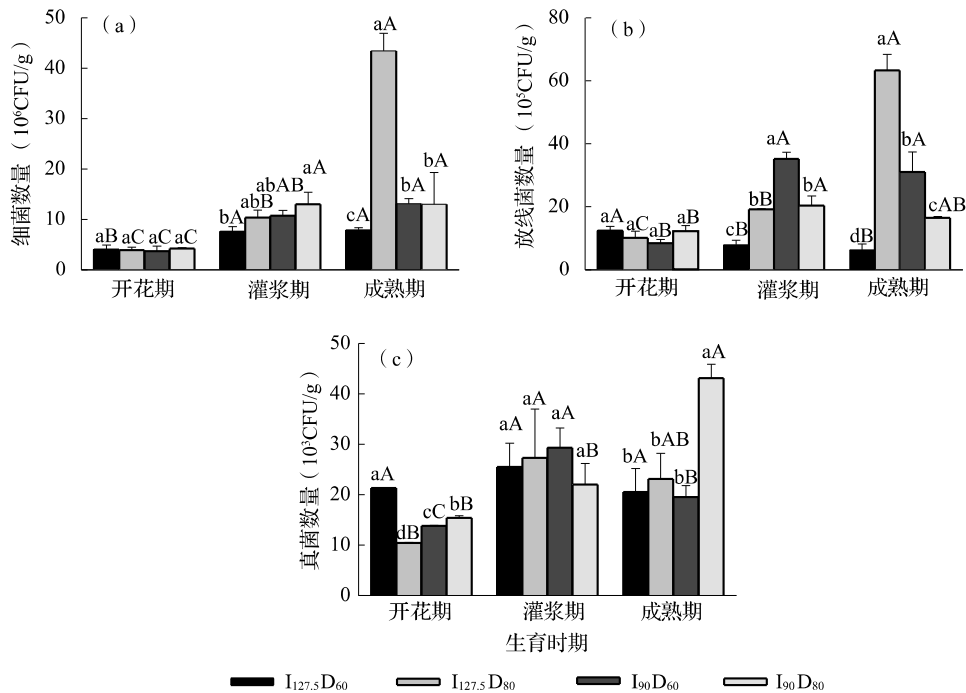 （a）
细菌数量（10⁶CFU/g）
60
50
40
30
20
10
0
aB aC aC aC
bA abB abAB aA
cA aA bA bA
开花期 灌浆期 成熟期
（b）
放线菌数量（10⁵CFU/g）
80
60
40
20
0
aA aC aB aB
cB bB aA bA
dB aA bA cAB
开花期 灌浆期 成熟期
（c）
真菌数量（10³CFU/g）
50
40
30
20
10
0
aA dB cC bB
aA aA aA aB
bA bAB bB aA
开花期 灌浆期 成熟期
生育时期
I₁₂₇.₅D₆₀ I₁₂₇.₅D₈₀ I₉₀D₆₀ I₉₀D₈₀